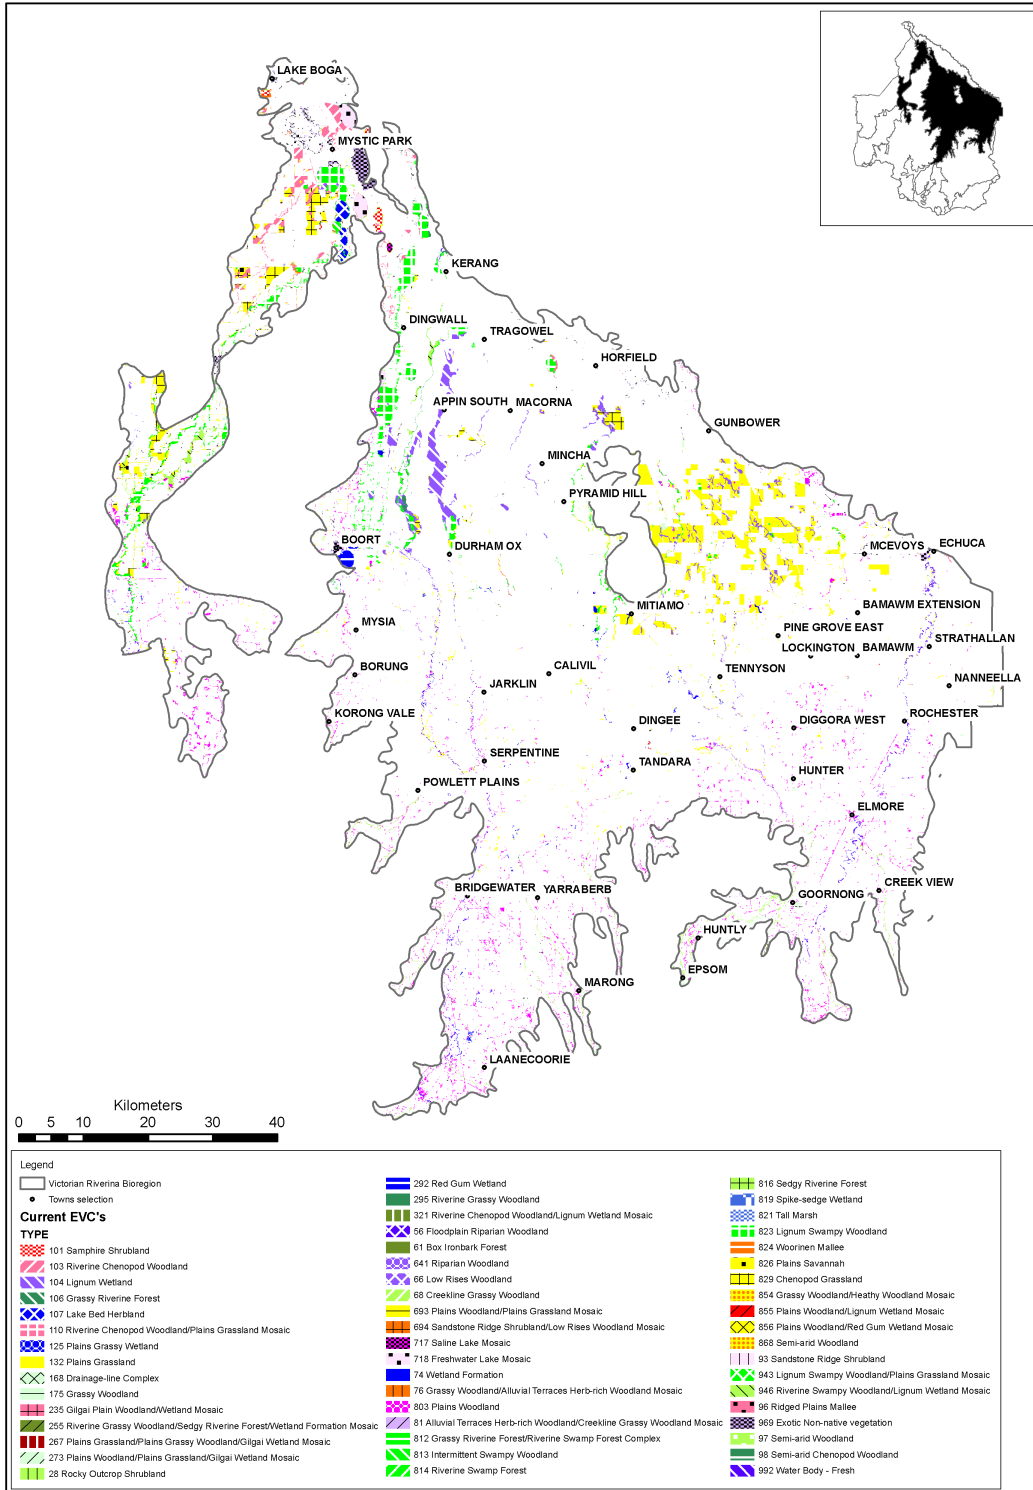 LAKE BOGA
MYSTIC PARK
KERANG
DINGWALL
TRAGOWEL
HORFIELD
APPIN SOUTH
MACORNA
GUNBOWER
MINCHA
PYRAMID HILL
BOORT
DURHAM OX
MCEVOYS
ECHUCA
MITIAMO
BAMAWM EXTENSION
MYSIA
PINE GROVE EAST
STRATHALLAN
LOCKINGTON
BAMAWM
BORUNG
CALIVIL
TENNYSON
JARKLIN
NANNEELLA
KORONG VALE
DINGEE
DIGGORA WEST
ROCHESTER
SERPENTINE
TANDARA
POWLETT PLAINS
HUNTER
ELMORE
BRIDGEWATER
YARRABERB
GOORNONG
CREEK VIEW
HUNTLY
EPSOM
MARONG
LAANECOORIE
Kilometers
0 5 10 20 30 40
Legend
Victorian Riverina Bioregion
Towns selection
Current EVC's
TYPE
101 Samphire Shrubland
103 Riverine Chenopod Woodland
104 Lignum Wetland
106 Grassy Riverine Forest
107 Lake Bed Herbland
110 Riverine Chenopod Woodland/Plains Grassland Mosaic
125 Plains Grassy Wetland
132 Plains Grassland
168 Drainage-line Complex
175 Grassy Woodland
235 Gilgai Plain Woodland/Wetland Mosaic
255 Riverine Grassy Woodland/Sedgy Riverine Forest/Wetland Formation Mosaic
267 Plains Grassland/Plains Grassy Woodland/Gilgai Wetland Mosaic
273 Plains Woodland/Plains Grassland/Gilgai Wetland Mosaic
28 Rocky Outcrop Shrubland
292 Red Gum Wetland
295 Riverine Grassy Woodland
321 Riverine Chenopod Woodland/Lignum Wetland Mosaic
56 Floodplain Riparian Woodland
61 Box Ironbark Forest
641 Riparian Woodland
66 Low Rises Woodland
68 Creekline Grassy Woodland
693 Plains Woodland/Plains Grassland Mosaic
694 Sandstone Ridge Shrubland/Low Rises Woodland Mosaic
717 Saline Lake Mosaic
718 Freshwater Lake Mosaic
74 Wetland Formation
76 Grassy Woodland/Alluvial Terraces Herb-rich Woodland Mosaic
803 Plains Woodland
81 Alluvial Terraces Herb-rich Woodland/Creekline Grassy Woodland Mosaic
812 Grassy Riverine Forest/Riverine Swamp Forest Complex
813 Intermittent Swampy Woodland
814 Riverine Swamp Forest
816 Sedgy Riverine Forest
819 Spike-sedge Wetland
821 Tall Marsh
823 Lignum Swampy Woodland
824 Woorinen Mallee
826 Plains Savannah
829 Chenopod Grassland
854 Grassy Woodland/Heathy Woodland Mosaic
855 Plains Woodland/Lignum Wetland Mosaic
856 Plains Woodland/Red Gum Wetland Mosaic
868 Semi-arid Woodland
93 Sandstone Ridge Shrubland
943 Lignum Swampy Woodland/Plains Grassland Mosaic
946 Riverine Swampy Woodland/Lignum Wetland Mosaic
96 Ridged Plains Mallee
969 Exotic Non-native vegetation
97 Semi-arid Woodland
98 Semi-arid Chenopod Woodland
992 Water Body - Fresh